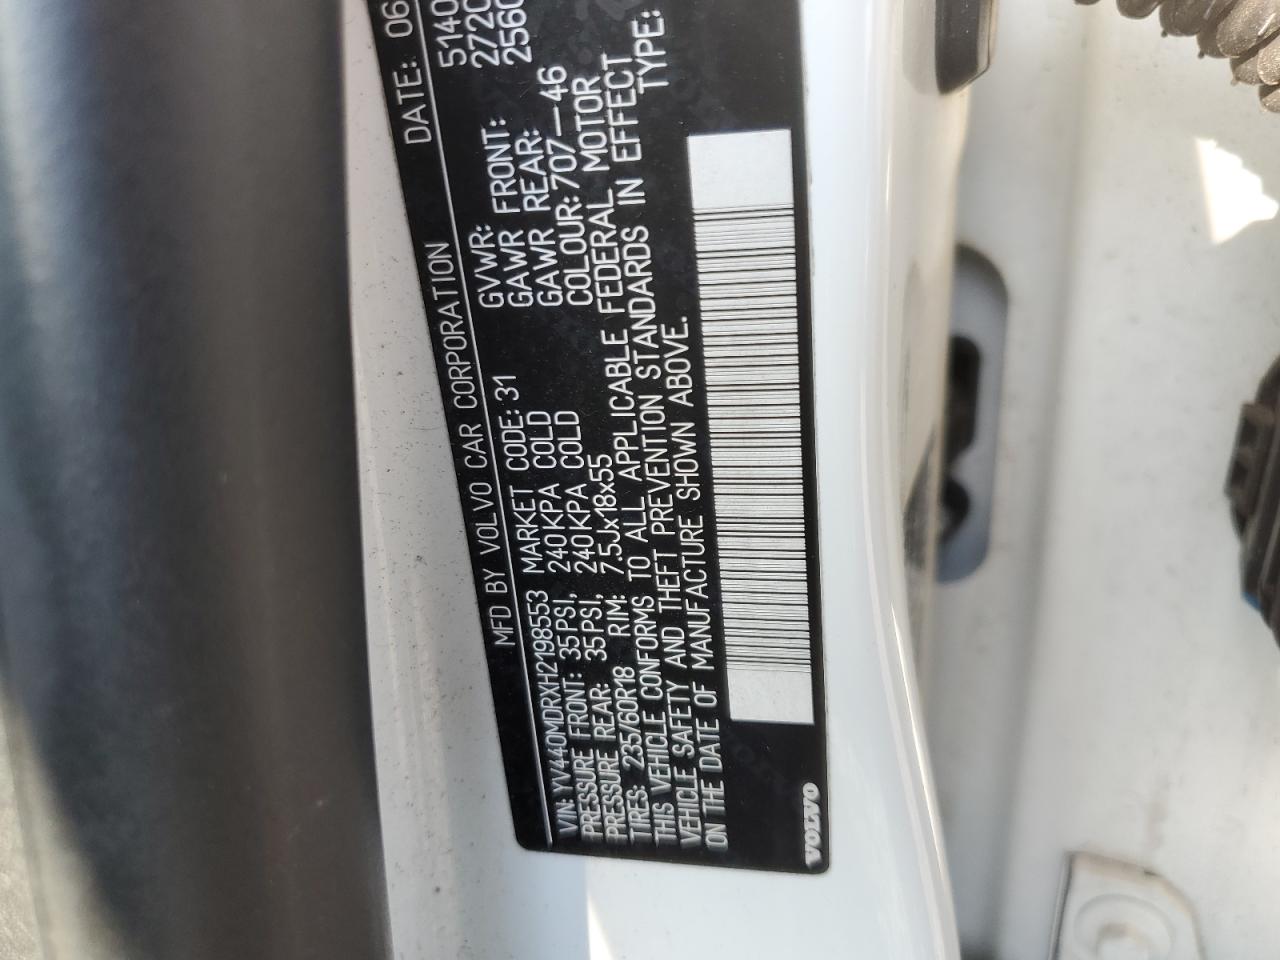 MFD BY VOLVO CAR CORPORATION DATE: 06
VIN: YV440MDRXH2198553 MARKET CODE: 31 GVWR: 5140
PRESSURE FRONT: 35PSI, 240KPA COLD GAWR FRONT: 2720
PRESSURE REAR: 35PSI, 240KPA COLD GAWR REAR: 2560
TIRES: 235/60R18 RIM: 7.5Jx18x55 COLOUR: 707—46
THIS VEHICLE CONFORMS TO ALL APPLICABLE FEDERAL MOTOR
VEHICLE SAFETY AND THEFT PREVENTION STANDARDS IN EFFECT
ON THE DATE OF MANUFACTURE SHOWN ABOVE. TYPE:
VOLVO